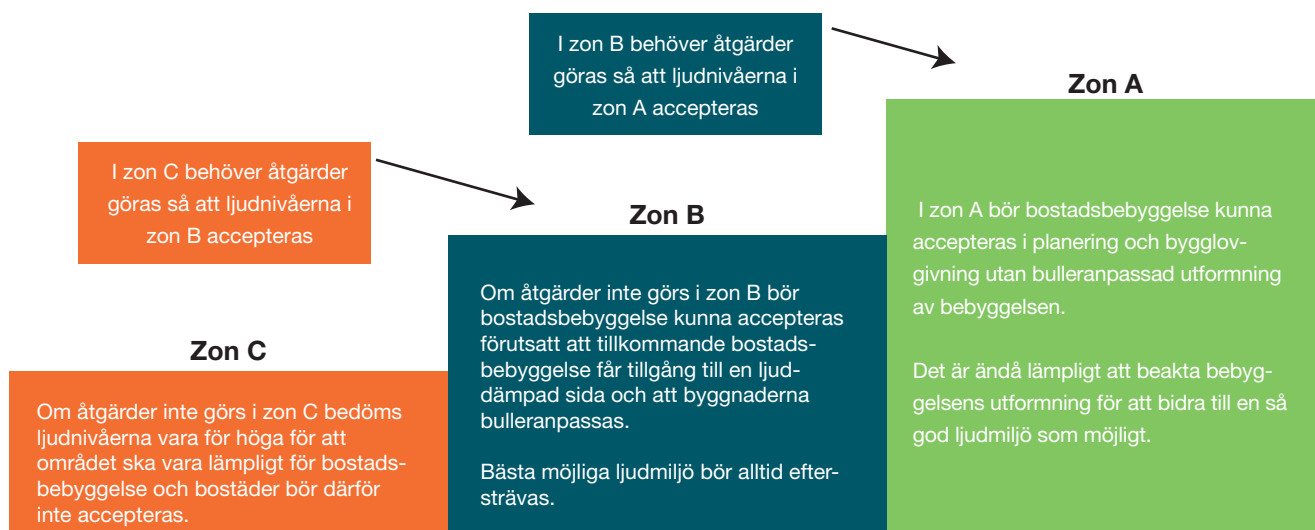 I zon B behöver åtgärder
göras så att ljudnivåerna i
zon A accepteras
Zon A
I zon C behöver åtgärder
göras så att ljudnivåerna i
zon B accepteras
Zon B
I zon A bör bostadsbebyggelse kunna
accepteras i planering och bygglov-
givning utan bulleranpassad utformning
av bebyggelsen.
Det är ändå lämpligt att beakta bebyg-
gelsens utformning för att bidra till en så
god ljudmiljö som möjligt.
Om åtgärder inte görs i zon B bör
bostadsbebyggelse kunna accepteras
förutsatt att tillkommande bostads-
bebyggelse får tillgång till en ljud-
dämpad sida och att byggnaderna
bulleranpassas.
Bästa möjliga ljudmiljö bör alltid efter-
strävas.
Zon C
Om åtgärder inte görs i zon C bedöms
ljudnivåerna vara för höga för att
området ska vara lämpligt för bostads-
bebyggelse och bostäder bör därför
inte accepteras.